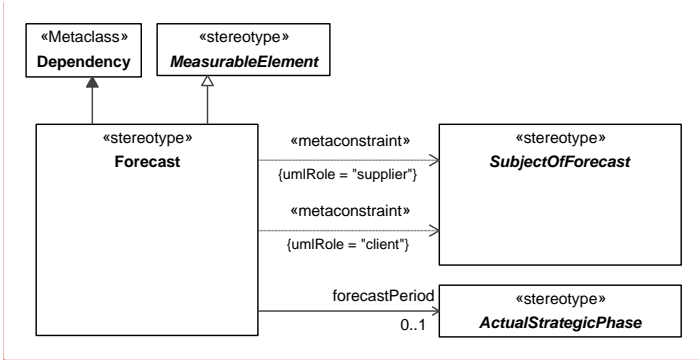 «Metaclass»
Dependency
«stereotype»
MeasurableElement
«stereotype»
Forecast
«metaconstraint»
{umlRole = "supplier"}
«metaconstraint»
{umlRole = "client"}
«stereotype»
SubjectOfForecast
forecastPeriod
0..1
«stereotype»
ActualStrategicPhase